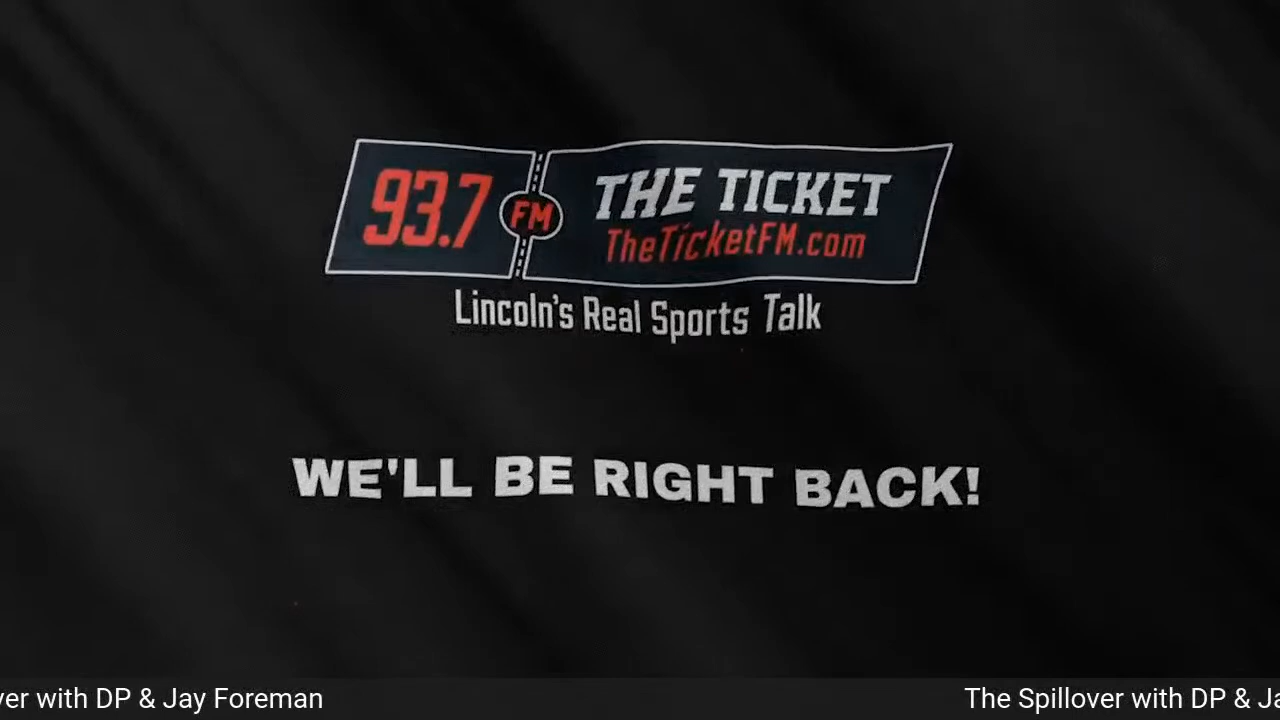 93.7 FM THE TICKET
TheTicketFM.com
Lincoln's Real Sports Talk
WE'LL BE RIGHT BACK!
ver with DP & Jay Foreman The Spillover with DP & Ja